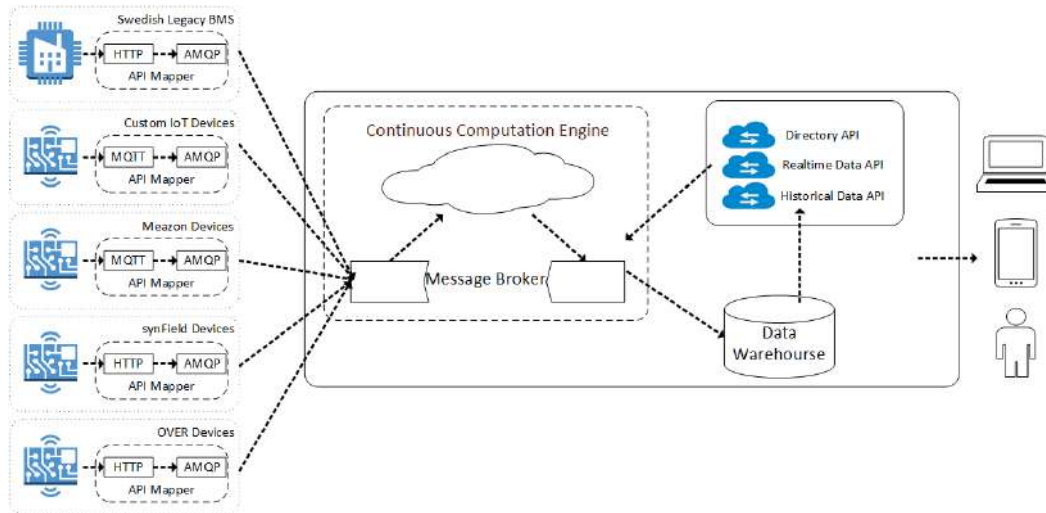 Swedish Legacy BMS
HTTP
AMQP
API Mapper
Custom IoT Devices
MQTT
AMQP
API Mapper
Meazon Devices
MQTT
AMQP
API Mapper
synField Devices
HTTP
AMQP
API Mapper
OVER Devices
HTTP
AMQP
API Mapper
Continuous Computation Engine
Message Broker
Directory API
Realtime Data API
Historical Data API
Data
Warehourse